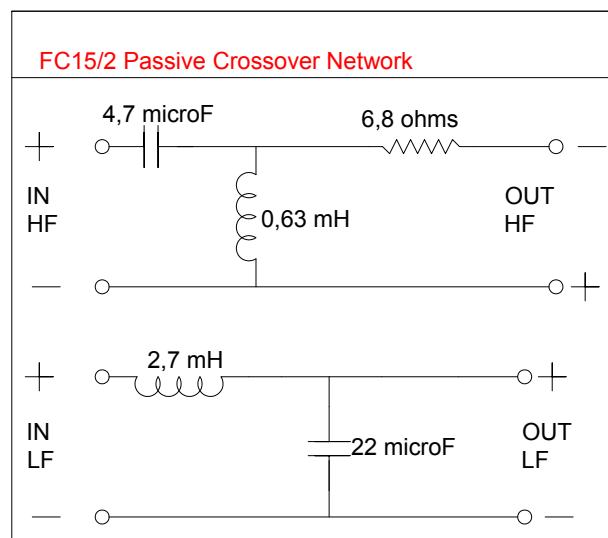 FC15/2 Passive Crossover Network
4,7 microF
6,8 ohms
+
—
IN
HF
0,63 mH
OUT
HF
—
+
2,7 mH
+
+
IN
LF
22 microF
OUT
LF
—
—